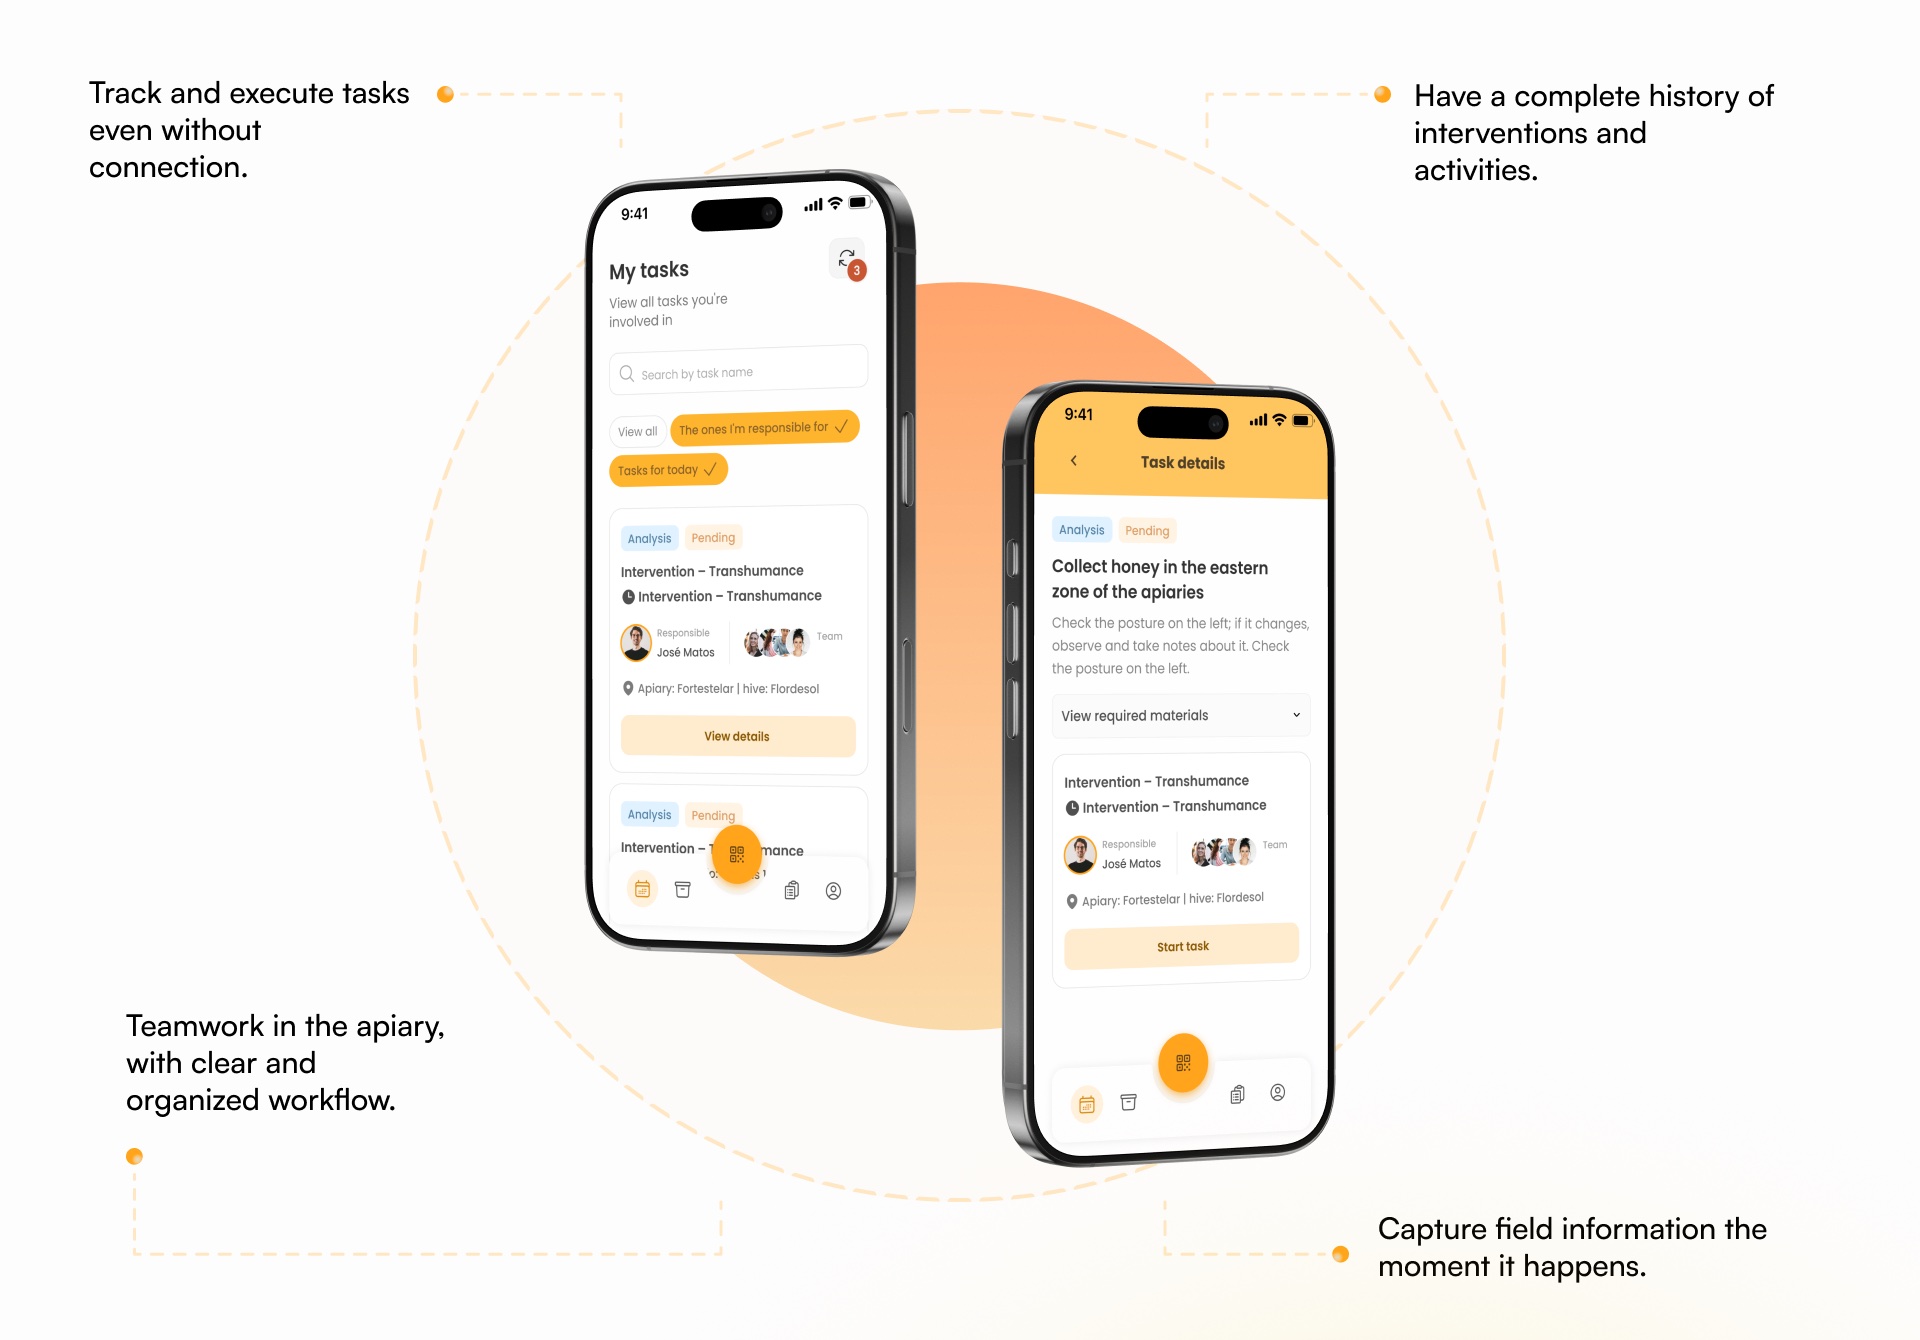 Track and execute tasks
even without
connection.
Have a complete history of
interventions and
activities.
9:41
3
My tasks
View all tasks you're
involved in
Search by task name
View all
The ones I'm responsible for
Tasks for today
Analysis
Pending
Intervention – Transhumance
Intervention – Transhumance
Responsible
José Matos
Team
Apiary: Fortestelar | hive: Flordesol
View details
Analysis
Pending
Intervention –
9:41
Task details
Analysis
Pending
Collect honey in the eastern
zone of the apiaries
Check the posture on the left; if it changes,
observe and take notes about it. Check
the posture on the left.
View required materials
Intervention – Transhumance
Intervention – Transhumance
Responsible
José Matos
Team
Apiary: Fortestelar | hive: Flordesol
Start task
Teamwork in the apiary,
with clear and
organized workflow.
Capture field information the
moment it happens.